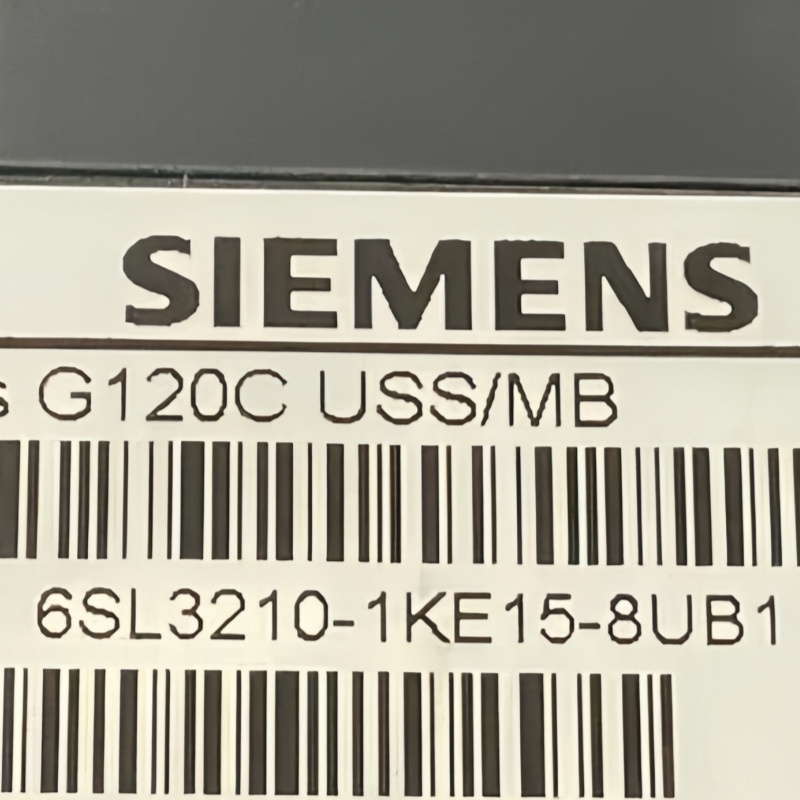 SIEMENS
s G120C USS/MB
6SL3210-1KE15-8UB1